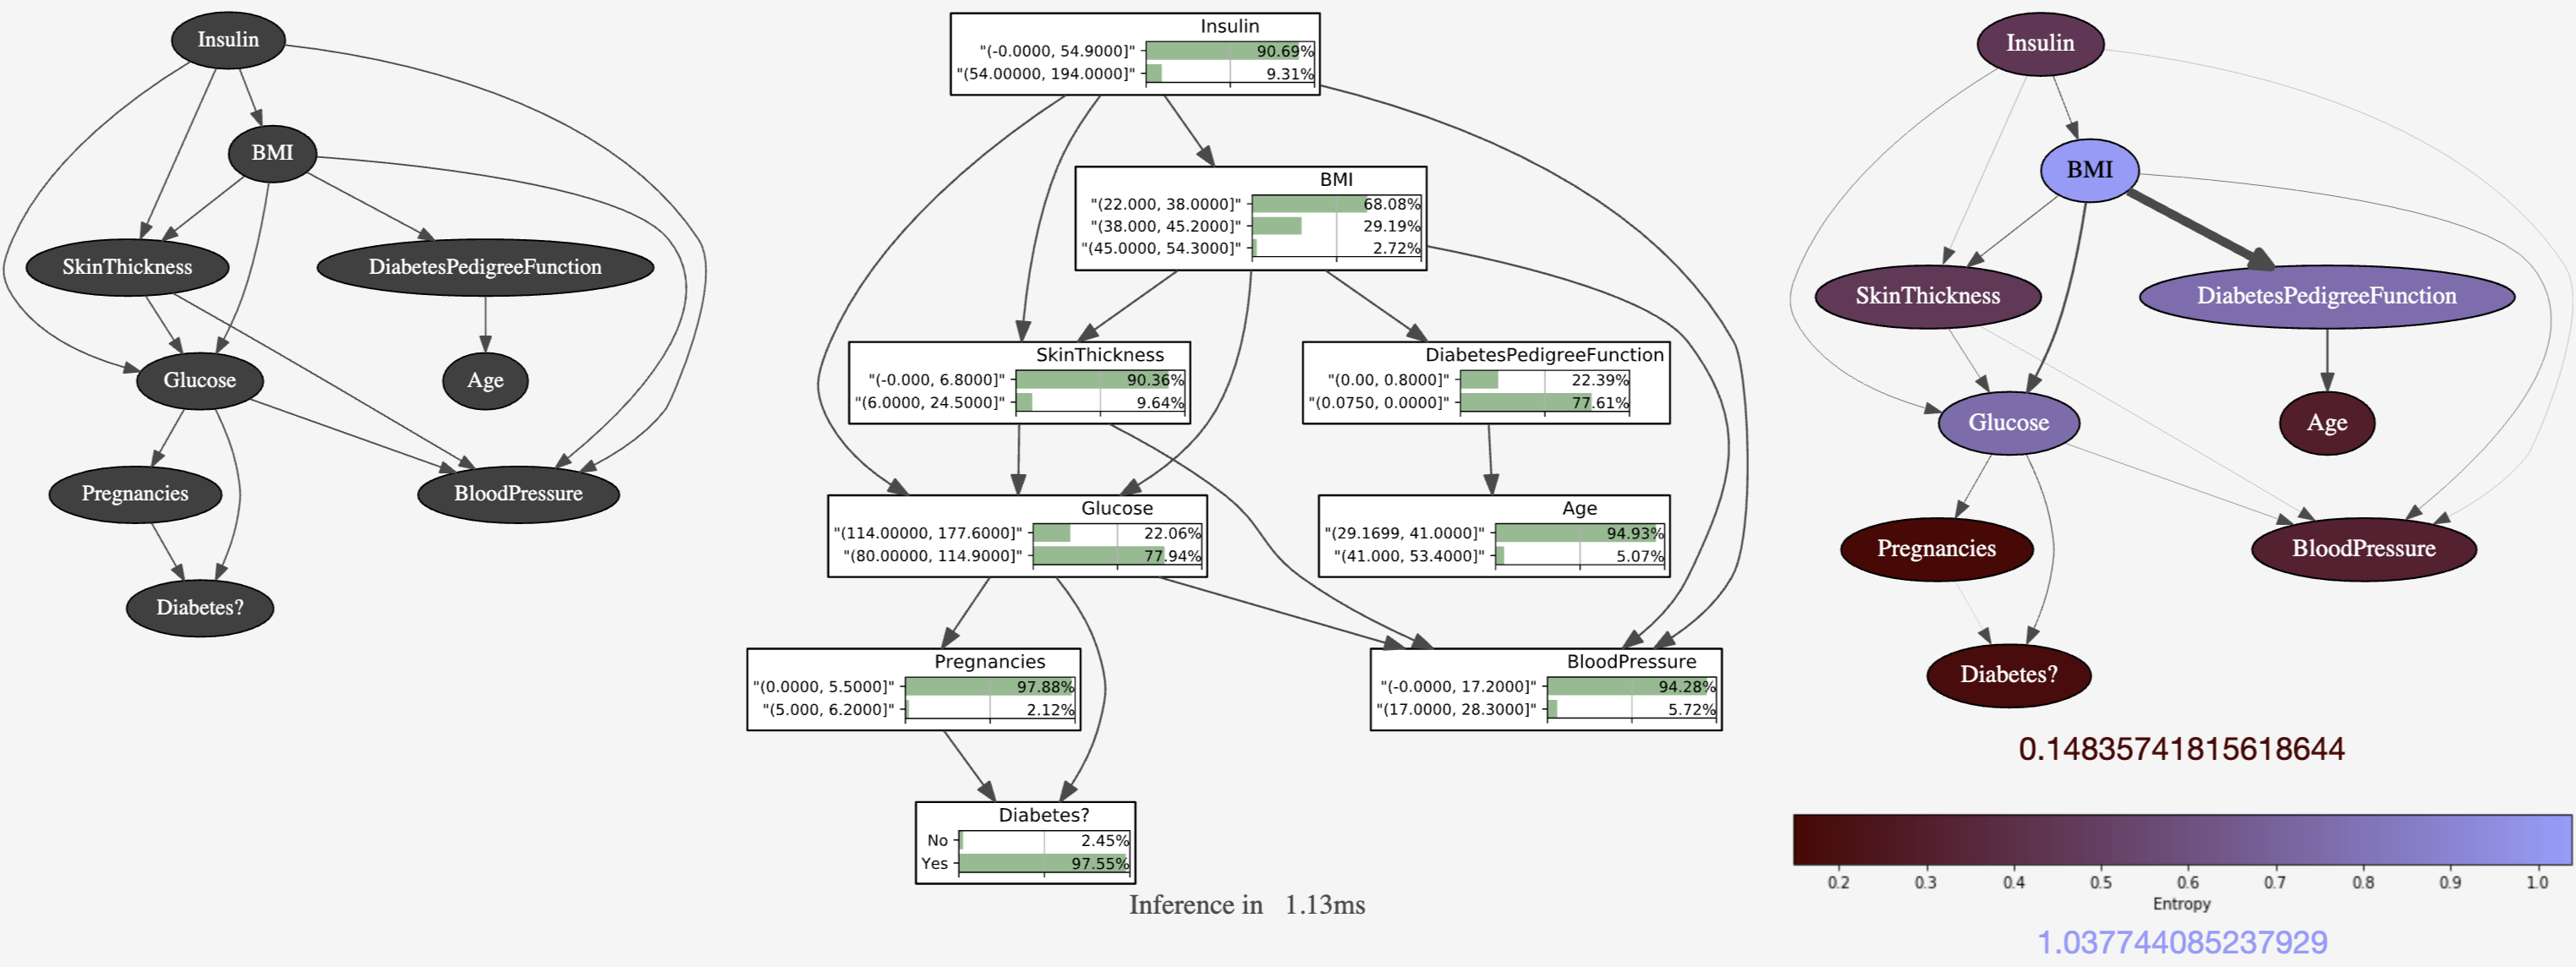 Insulin
BMI
SkinThickness
DiabetesPedigreeFunction
Glucose
Age
Pregnancies
BloodPressure
Diabetes?
Insulin
"(-0.0000, 54.9000]" 90.69%
"(54.00000, 194.0000]" 9.31%
BMI
"(22.000, 38.0000]" 68.08%
"(38.000, 45.2000]" 29.19%
"(45.0000, 54.3000]" 2.72%
SkinThickness
"(-0.000, 6.8000]" 90.36%
"(6.0000, 24.5000]" 9.64%
DiabetesPedigreeFunction
"(0.00, 0.8000]" 22.39%
"(0.0750, 0.0000]" 77.61%
Glucose
"(114.00000, 177.6000]" 22.06%
"(80.00000, 114.9000]" 77.94%
Age
"(29.1699, 41.0000]" 94.93%
"(41.000, 53.4000]" 5.07%
Pregnancies
"(0.0000, 5.5000]" 97.88%
"(5.000, 6.2000]" 2.12%
BloodPressure
"(-0.0000, 17.2000]" 94.28%
"(17.0000, 28.3000]" 5.72%
Diabetes?
No 2.45%
Yes 97.55%
Inference in 1.13ms
Insulin
BMI
SkinThickness
DiabetesPedigreeFunction
Glucose
Age
Pregnancies
BloodPressure
Diabetes?
0.14835741815618644
0.2 0.3 0.4 0.5 0.6 0.7 0.8 0.9 1.0
Entropy
1.037744085237929